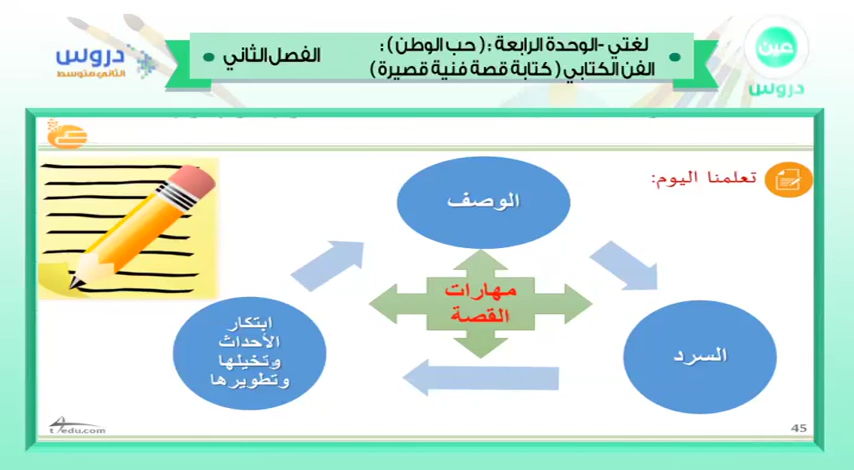 لغتي -الوحدة الرابعة : ( حب الوطن ) :
الفن الكتابي ( كتابة قصة فنية قصيرة )
الفصل الثاني
دروس
الثاني متوسط
عين
دروس
تعلمنا اليوم:
الوصف
مهارات
القصة
السرد
ابتكار
الأحداث
وتخيلها
وتطويرها
t4edu.com
45